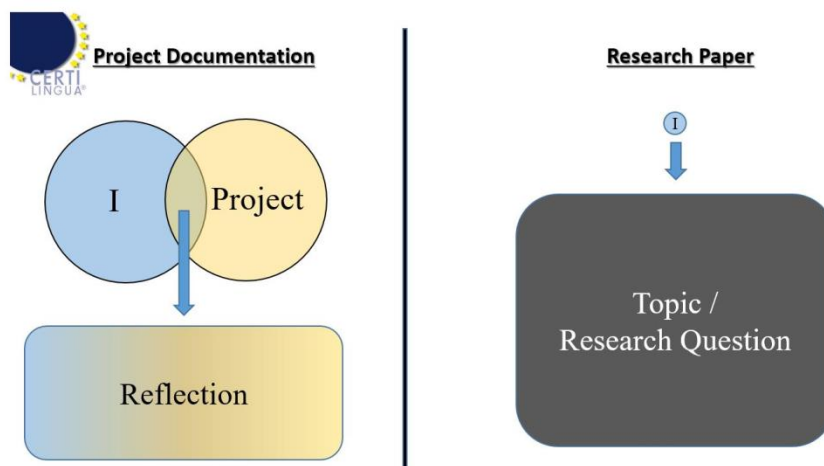 CERTI
LINGUA®
Project Documentation
I
Project
Reflection
Research Paper
I
Topic /
Research Question